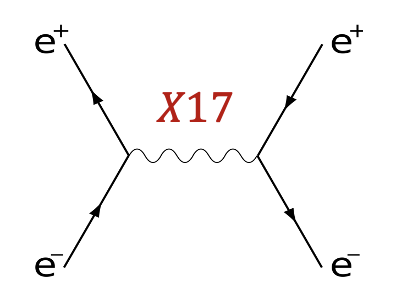 e⁺ e⁺
X17
e⁻ e⁻